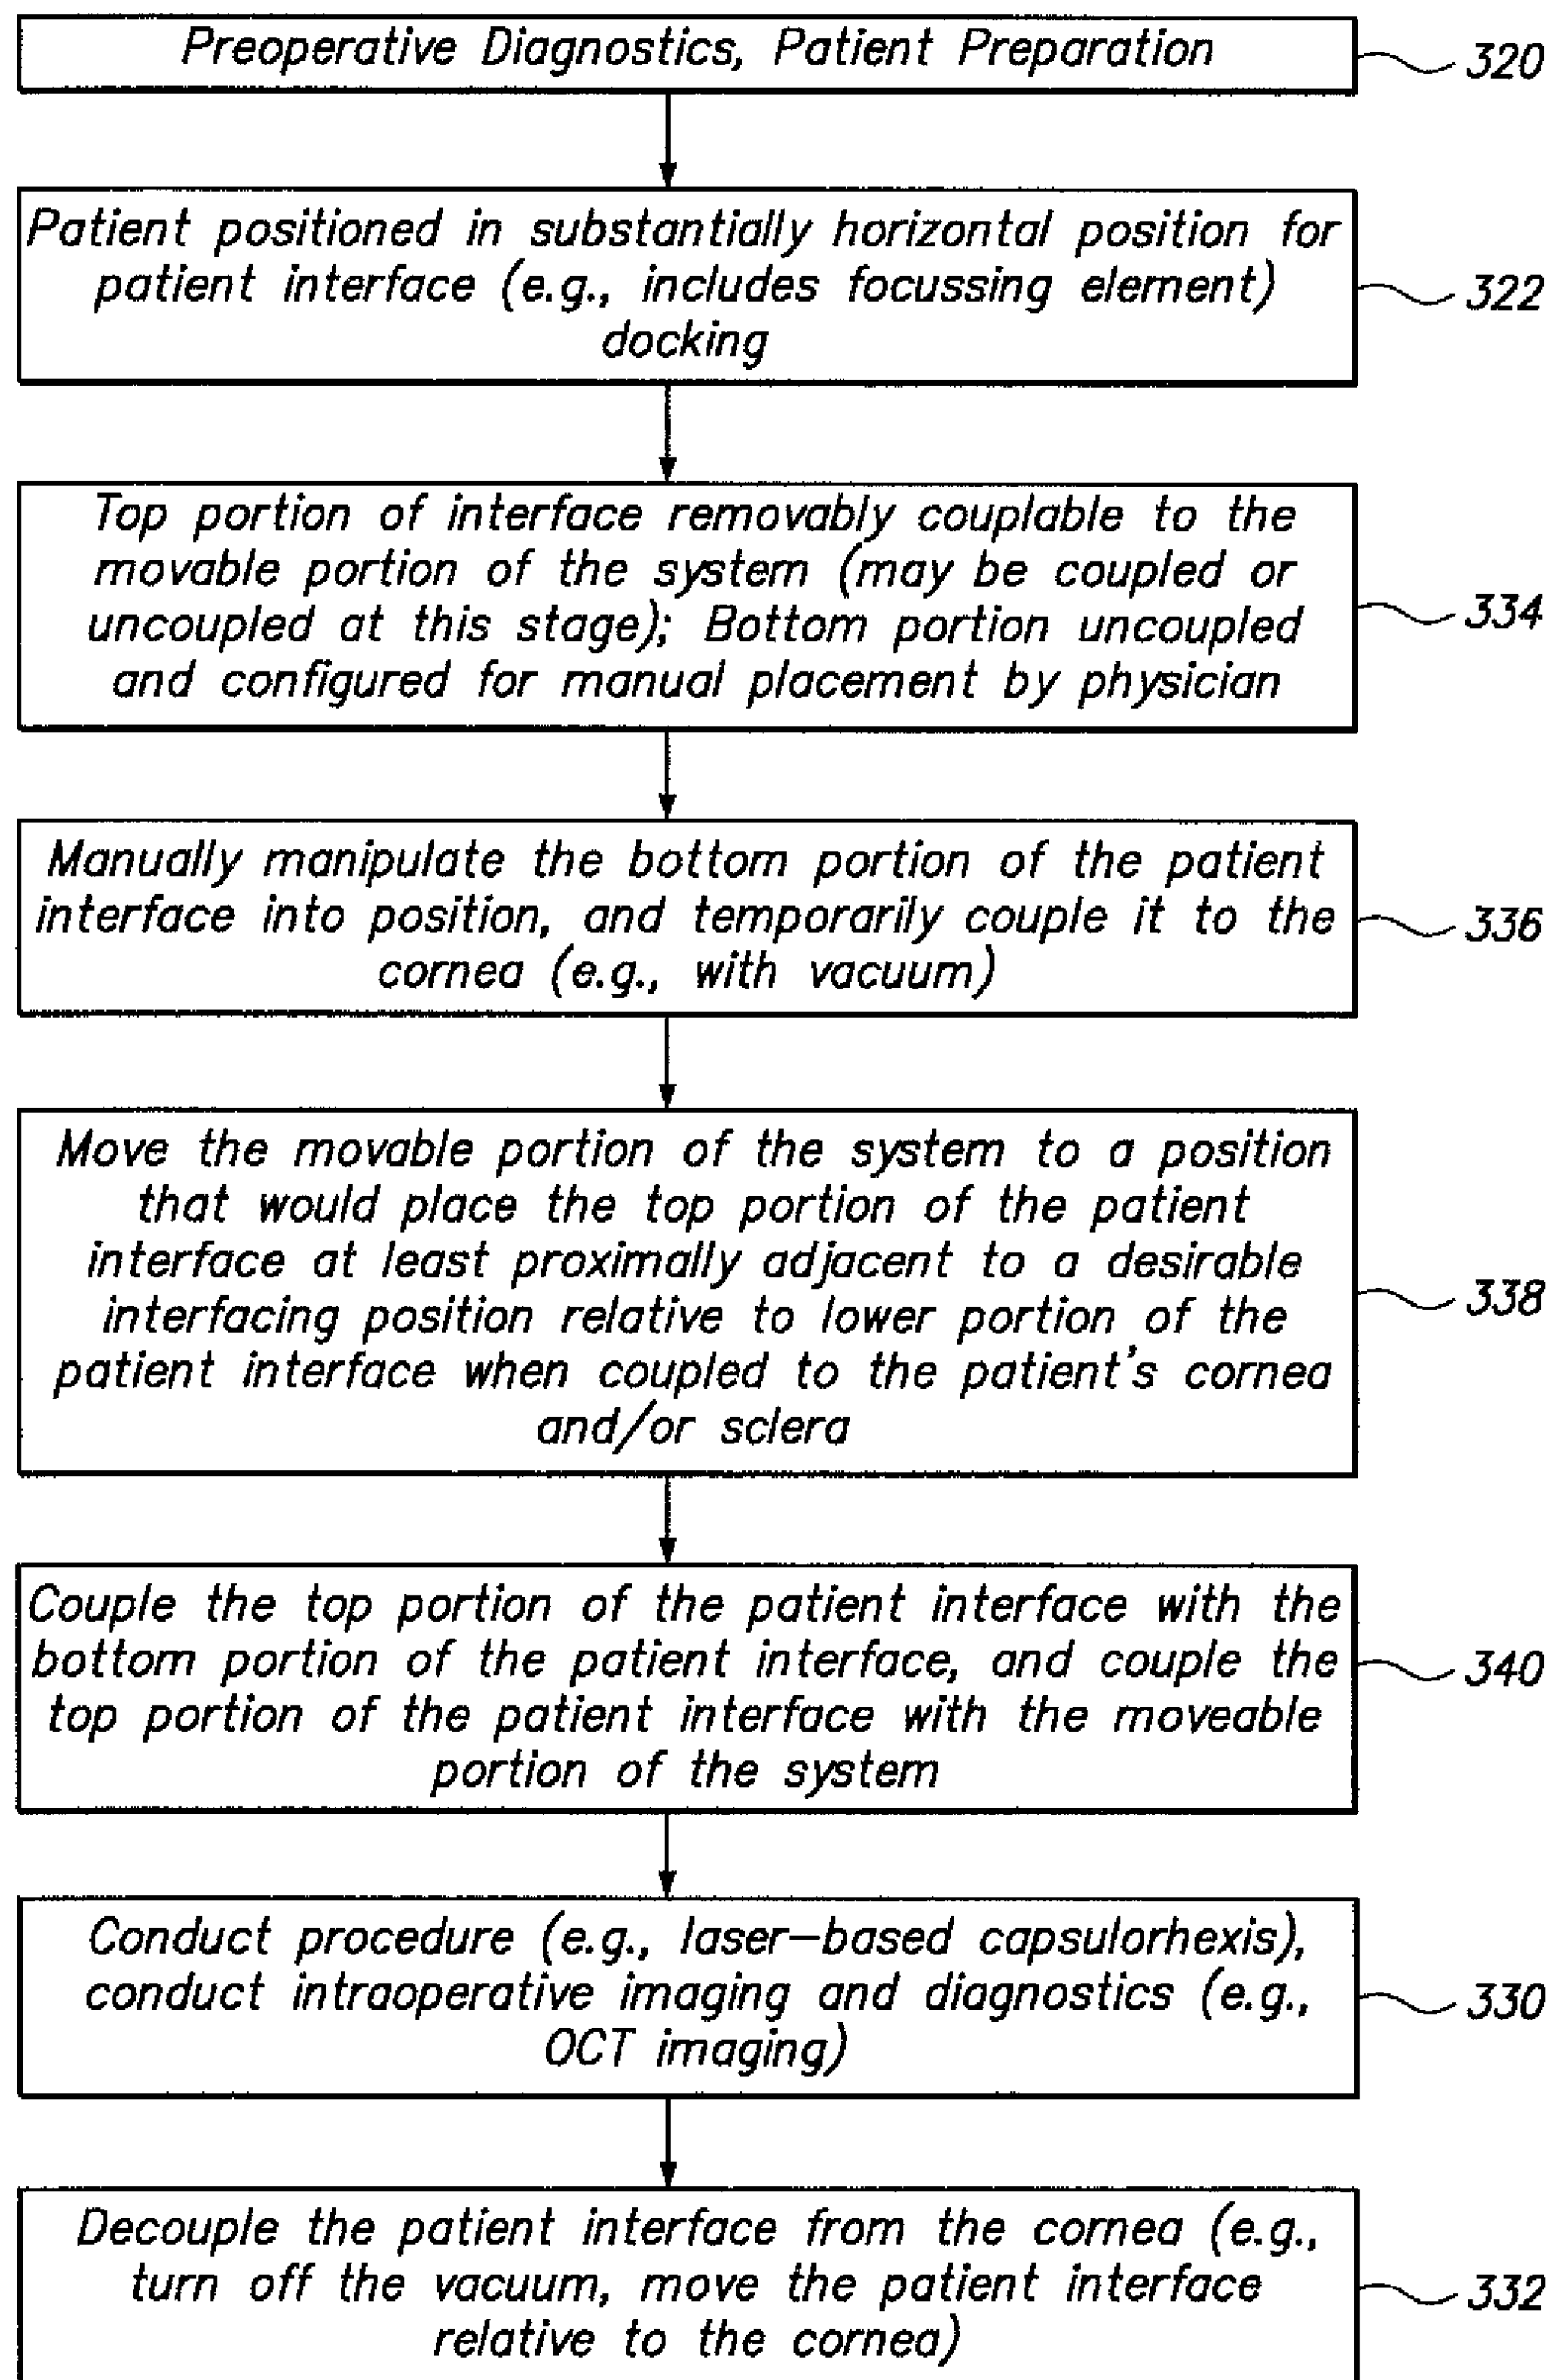 Preoperative Diagnostics, Patient Preparation
320
Patient positioned in substantially horizontal position for
patient interface (e.g., includes focussing element)
docking
322
Top portion of interface removably couplable to the
movable portion of the system (may be coupled or
uncoupled at this stage); Bottom portion uncoupled
and configured for manual placement by physician
334
Manually manipulate the bottom portion of the patient
interface into position, and temporarily couple it to the
cornea (e.g., with vacuum)
336
Move the movable portion of the system to a position
that would place the top portion of the patient
interface at least proximally adjacent to a desirable
interfacing position relative to lower portion of the
patient interface when coupled to the patient's cornea
and/or sclera
338
Couple the top portion of the patient interface with the
bottom portion of the patient interface, and couple the
top portion of the patient interface with the moveable
portion of the system
340
Conduct procedure (e.g., laser-based capsulorhexis),
conduct intraoperative imaging and diagnostics (e.g.,
OCT imaging)
330
Decouple the patient interface from the cornea (e.g.,
turn off the vacuum, move the patient interface
relative to the cornea)
332